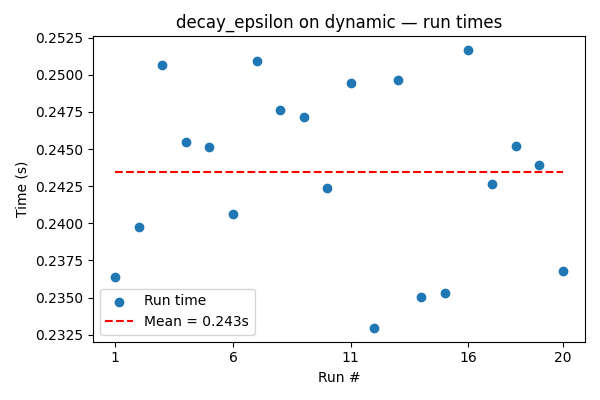 decay_epsilon on dynamic — run times
Time (s)
0.2525
0.2500
0.2475
0.2450
0.2425
0.2400
0.2375
0.2350
0.2325
Run time
Mean = 0.243s
1
6
11
16
20
Run #